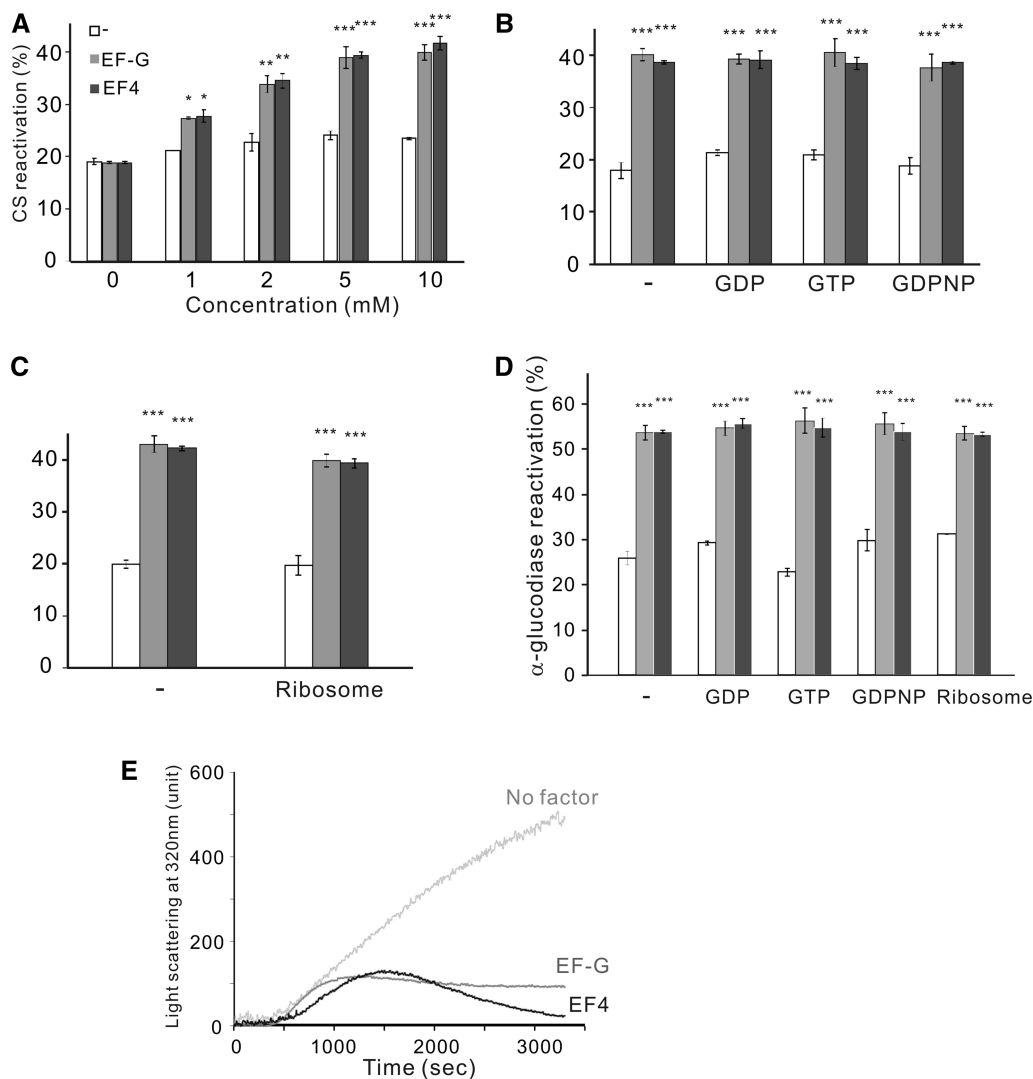 A
CS reactivation (%)
-
EF-G
EF4
40
30
20
10
0
* *
** **
*** ***
*** ***
0 1 2 5 10
Concentration (mM)
B
40
30
20
10
0
*** ***
*** ***
*** ***
*** ***
- GDP GTP GDPNP
C
40
30
20
10
0
*** ***
*** ***
- Ribosome
D
α-glucodiase reactivation (%)
60
50
30
20
10
0
*** ***
*** ***
*** ***
*** ***
*** ***
- GDP GTP GDPNP Ribosome
E
Light scattering at 320nm (unit)
600
400
200
0
No factor
EF-G
EF4
0 1000 2000 3000
Time (sec)